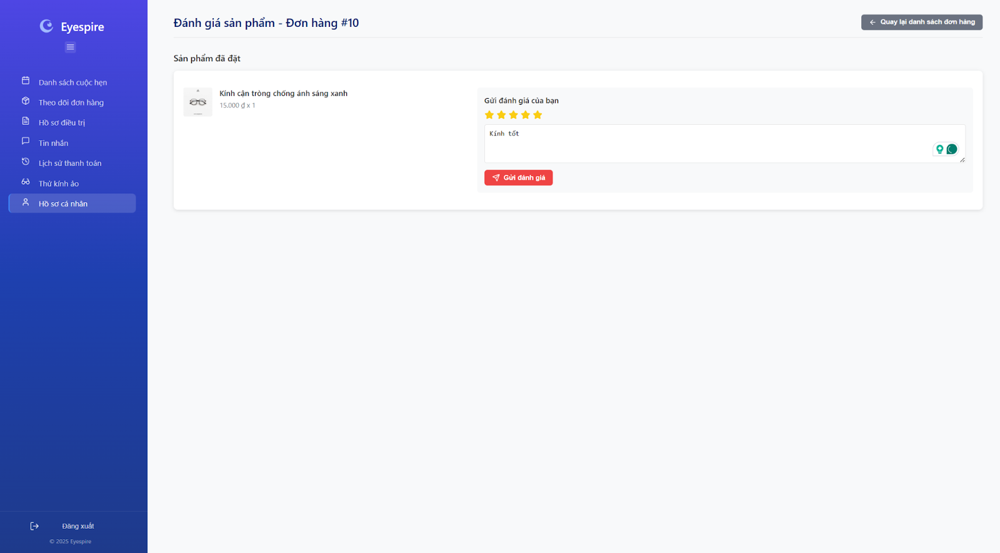 Eyespire
Danh sách cuộc hẹn
Theo dõi đơn hàng
Hồ sơ điều trị
Tin nhắn
Lịch sử thanh toán
Thử kính ảo
Hồ sơ cá nhân
Đăng xuất
© 2025 Eyespire
Đánh giá sản phẩm - Đơn hàng #10
Quay lại danh sách đơn hàng
Sản phẩm đã đặt
Kính cận tròng chống ánh sáng xanh
15.000 ₫ x 1
Gửi đánh giá của bạn
Kính tốt
Gửi đánh giá